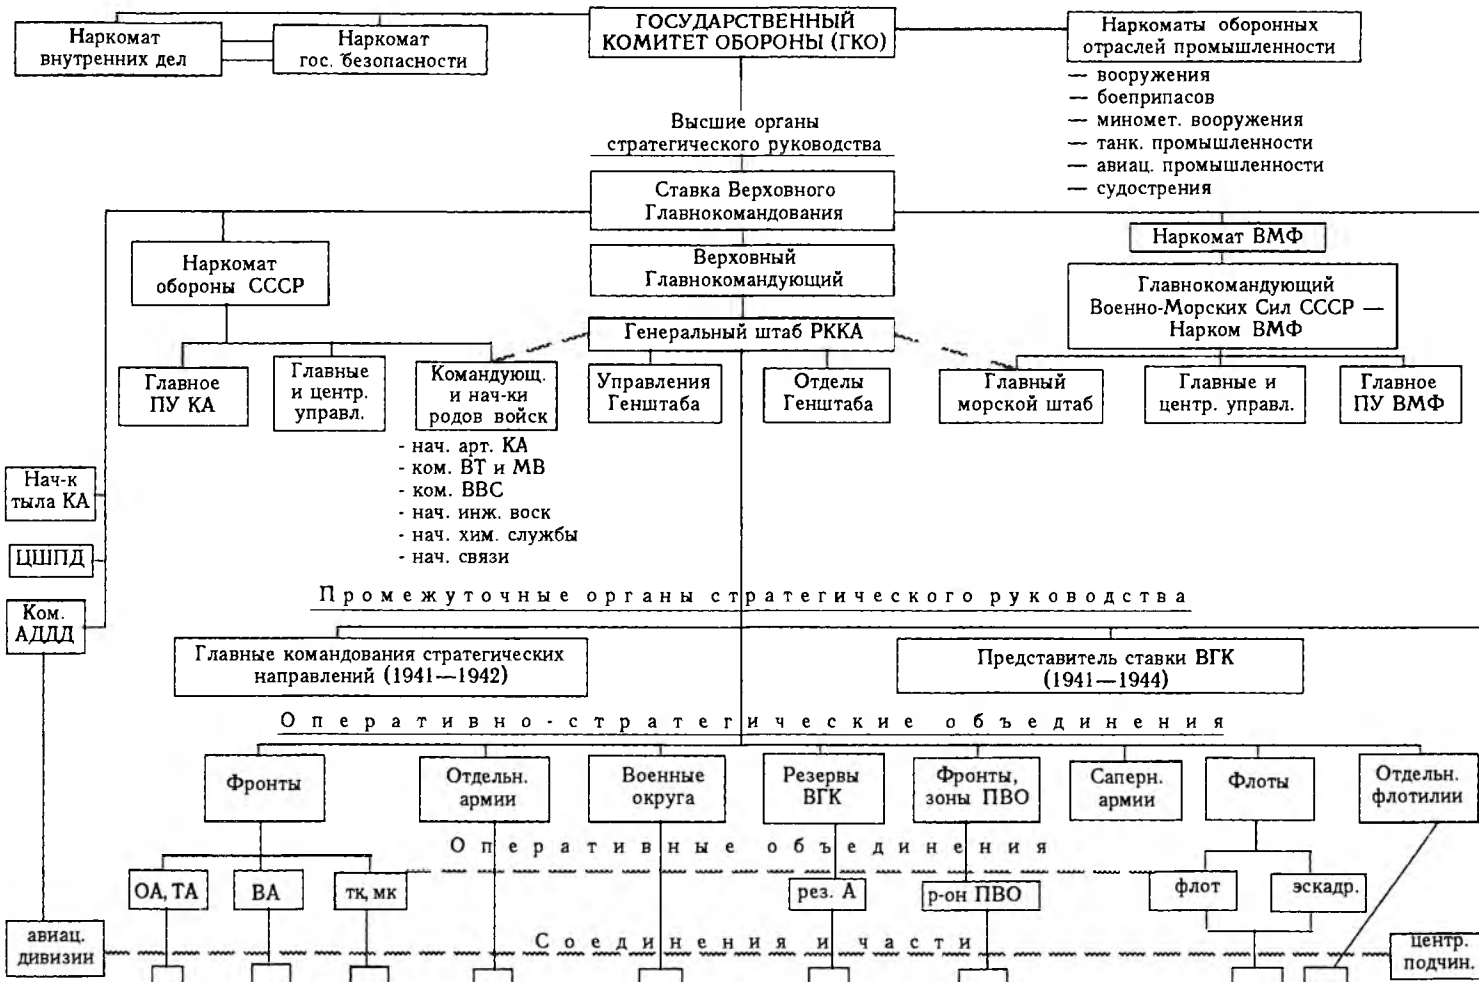 ГОСУДАРСТВЕННЫЙ
КОМИТЕТ ОБОРОНЫ (ГКО)
Наркомат
внутренних дел
Наркомат
гос. безопасности
Наркоматы оборонных
отраслей промышленности
— вооружения
— боеприпасов
— миномет. вооружения
— танк. промышленности
— авиац. промышленности
— судострения
Высшие органы
стратегического руководства
Ставка Верховного
Главнокомандования
Наркомат
обороны СССР
Верховный
Главнокомандующий
Наркомат ВМФ
Главнокомандующий
Военно-Морских Сил СССР —
Нарком ВМФ
Генеральный штаб РККА
Главное
ПУ КА
Главные
и центр.
управл.
Командующ.
и нач-ки
родов войск
Управления
Генштаба
Отделы
Генштаба
Главный
морской штаб
Главные и
центр. управл.
Главное
ПУ ВМФ
- нач. арт. КА
- ком. ВТ и МВ
- ком. ВВС
- нач. инж. воск
- нач. хим. службы
- нач. связи
Нач-к
тыла КА
ЦШПД
Ком.
АДДД
Промежуточные органы стратегического руководства
Главные командования стратегических
направлений (1941—1942)
Представитель ставки ВГК
(1941—1944)
Оперативно-стратегические объединения
Фронты
Отдельн.
армии
Военные
округа
Резервы
ВГК
Фронты,
зоны ПВО
Саперн.
армии
Флоты
Отдельн.
флотилии
Оперативные объединения
ОА, ТА
ВА
тк, мк
рез. А
р-он ПВО
флот
эскадр.
авиац.
дивизии
Соединения и части
центр.
подчин.